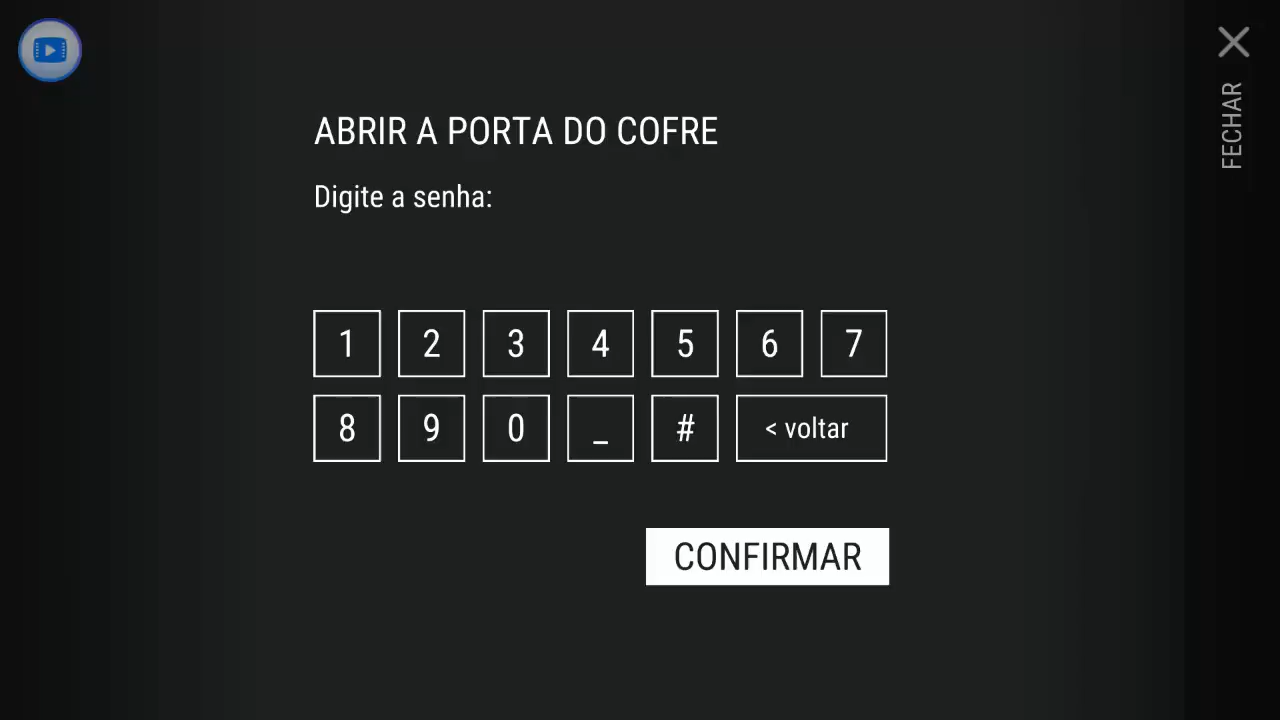 ABRIR A PORTA DO COFRE
Digite a senha:
1 2 3 4 5 6 7
8 9 0 _ # < voltar
CONFIRMAR
FECHAR